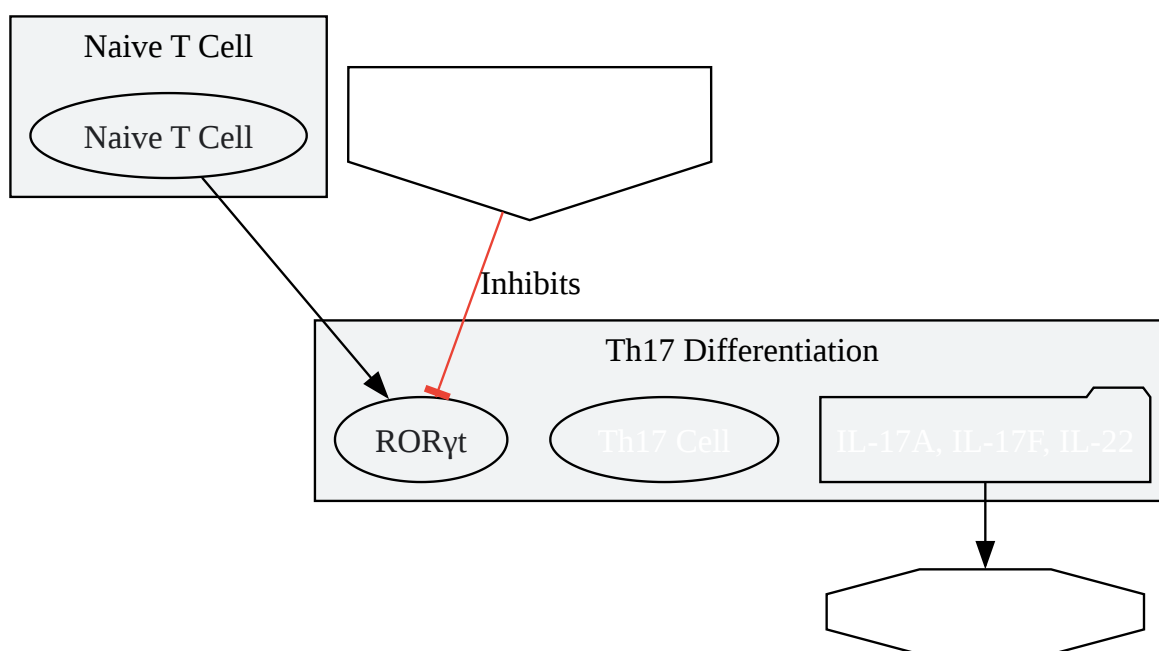 Naive T Cell
Naive T Cell
Inhibits
Th17 Differentiation
RORγt
Th17 Cell
IL-17A, IL-17F, IL-22